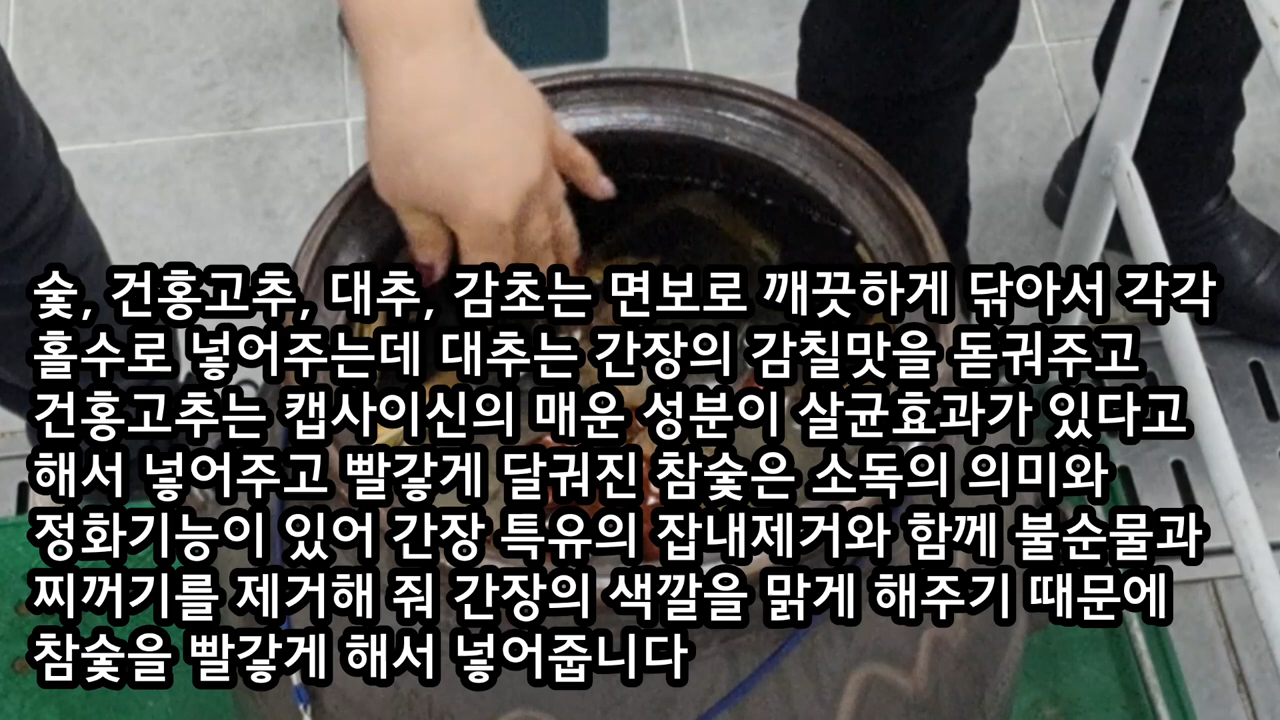 숯, 건홍고추, 대추, 감초는 면보로 깨끗하게 닦아서 각각
홀수로 넣어주는데 대추는 간장의 감칠맛을 돋궈주고
건홍고추는 캡사이신의 매운 성분이 살균효과가 있다고
해서 넣어주고 빨갛게 달궈진 참숯은 소독의 의미와
정화기능이 있어 간장 특유의 잡내제거와 함께 불순물과
찌꺼기를 제거해 줘 간장의 색깔을 맑게 해주기 때문에
참숯을 빨갛게 해서 넣어줍니다